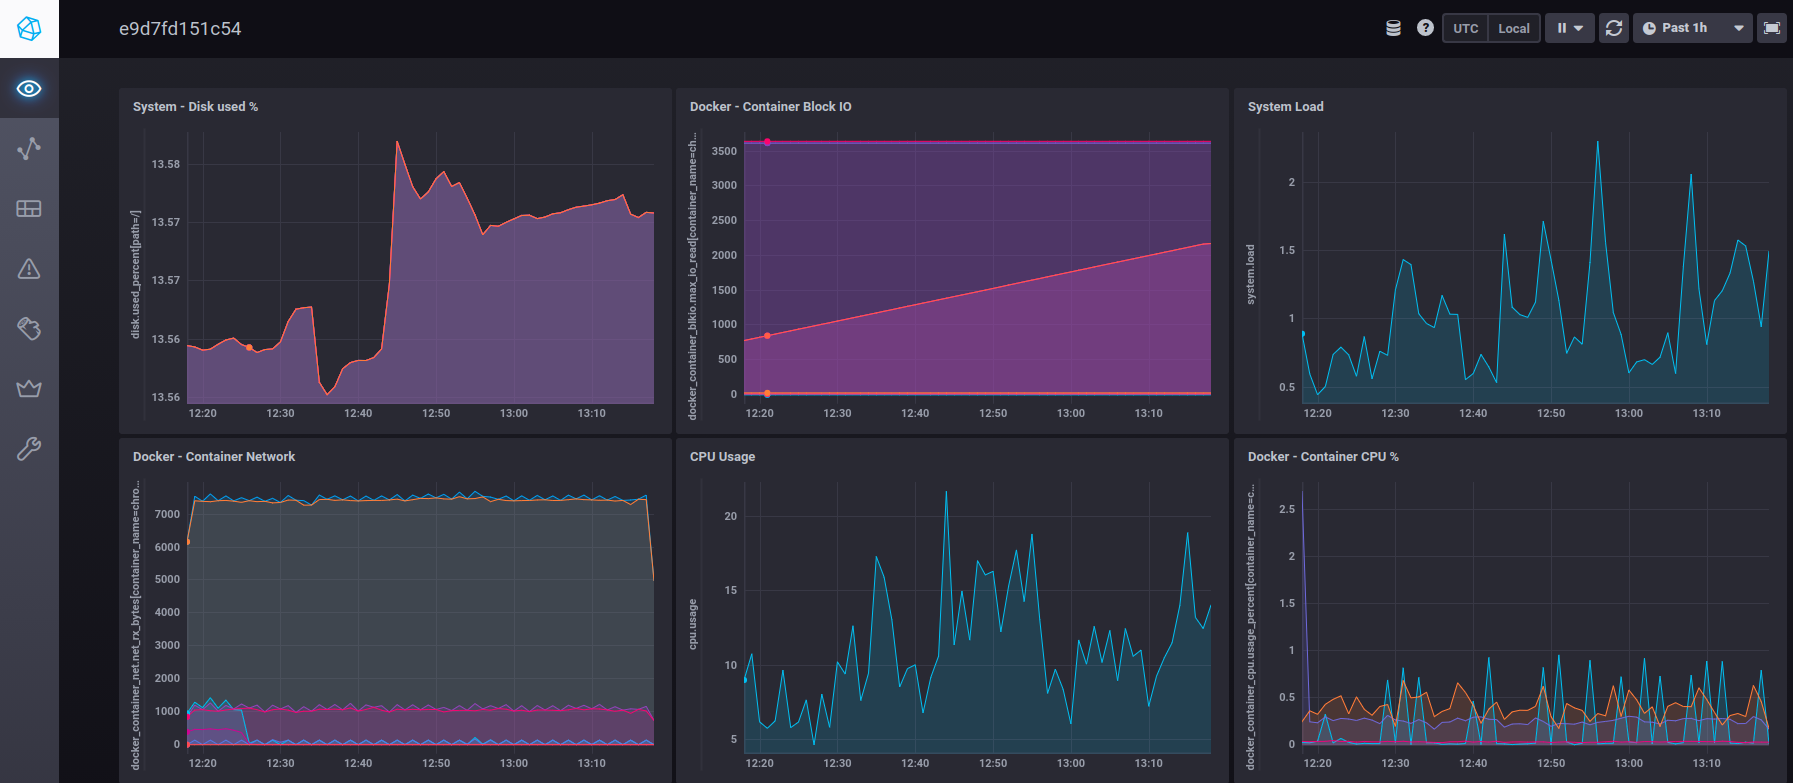 e9d7fd151c54
UTC
Local
Past 1h
System - Disk used %
disk.used_percent[path=/]
13.58
13.57
13.57
13.56
13.56
12:20 12:30 12:40 12:50 13:00 13:10
Docker - Container Block IO
docker_container_blkio.max_io_read[container_name=ch...
3500
3000
2500
2000
1500
1000
500
0
12:20 12:30 12:40 12:50 13:00 13:10
System Load
system.load
2
1.5
1
0.5
12:20 12:30 12:40 12:50 13:00 13:10
Docker - Container Network
docker_container_net.net_rx_bytes[container_name=chro...
7000
6000
5000
4000
3000
2000
1000
0
12:20 12:30 12:40 12:50 13:00 13:10
CPU Usage
cpu.usage
20
15
10
5
12:20 12:30 12:40 12:50 13:00 13:10
Docker - Container CPU %
docker_container_cpu.usage_percent[container_name=c...
2.5
2
1.5
1
0.5
0
12:20 12:30 12:40 12:50 13:00 13:10